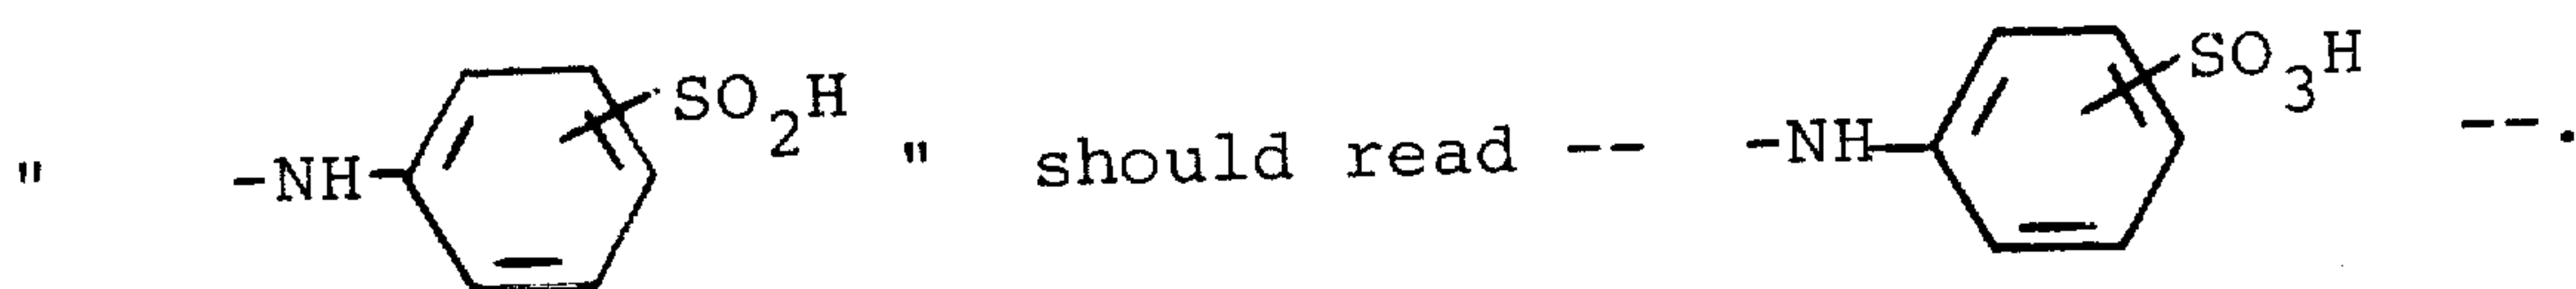 " -NH SO2H " should read -- -NH SO3H --.